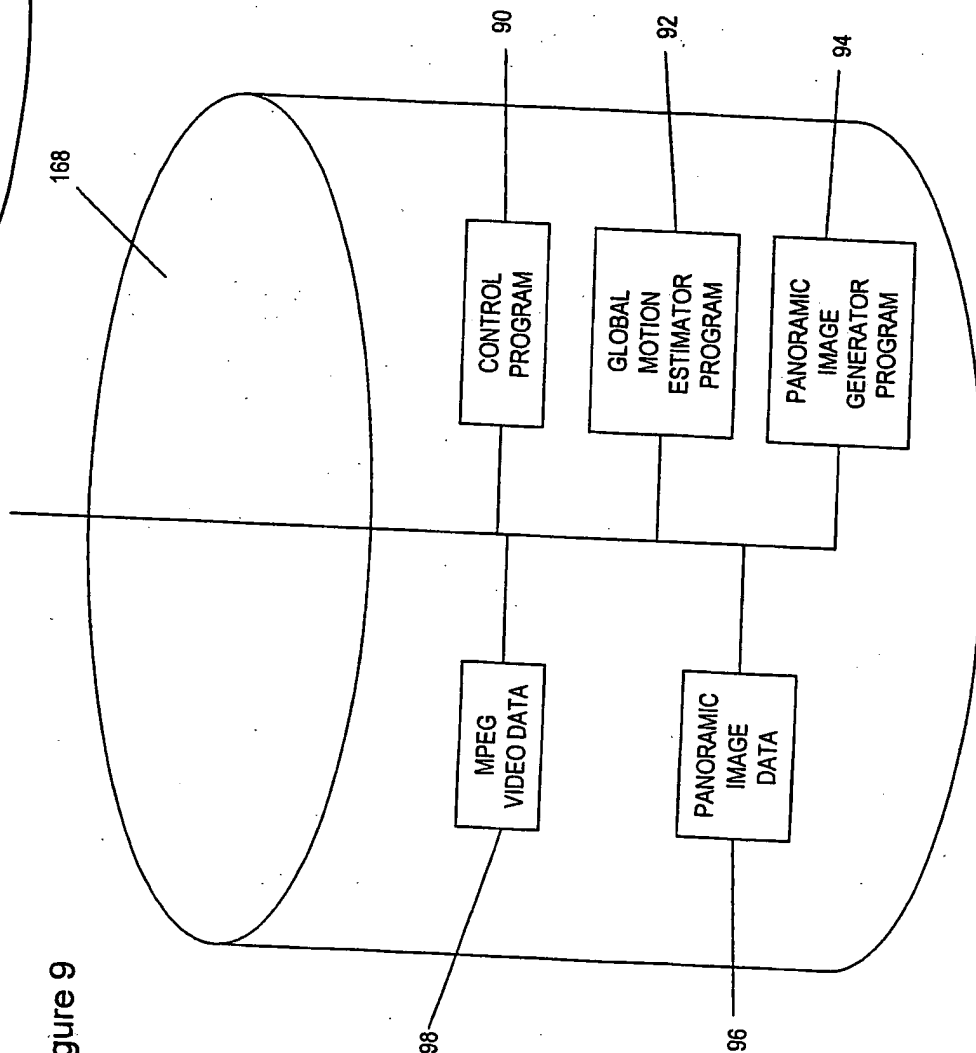 168
90
CONTROL
PROGRAM
92
GLOBAL
MOTION
ESTIMATOR
PROGRAM
94
PANORAMIC
IMAGE
GENERATOR
PROGRAM
MPEG
VIDEO DATA
98
PANORAMIC
IMAGE
DATA
96
gure 9